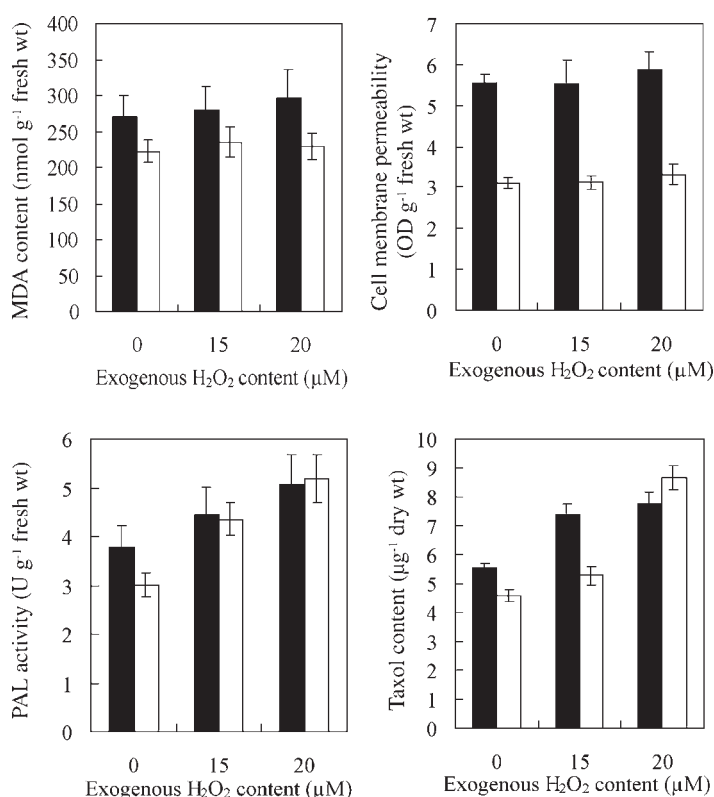 MDA content (nmol g⁻¹ fresh wt)
400
350
300
250
200
150
100
50
0
0 15 20
Exogenous H₂O₂ content (μM)
Cell membrane permeability
(OD g⁻¹ fresh wt)
7
6
5
4
3
2
1
0
0 15 20
Exogenous H₂O₂ content (μM)
PAL activity (U g⁻¹ fresh wt)
6
5
4
3
2
1
0
0 15 20
Exogenous H₂O₂ content (μM)
Taxol content (μg⁻¹ dry wt)
10
9
8
7
6
5
4
3
2
1
0
0 15 20
Exogenous H₂O₂ content (μM)